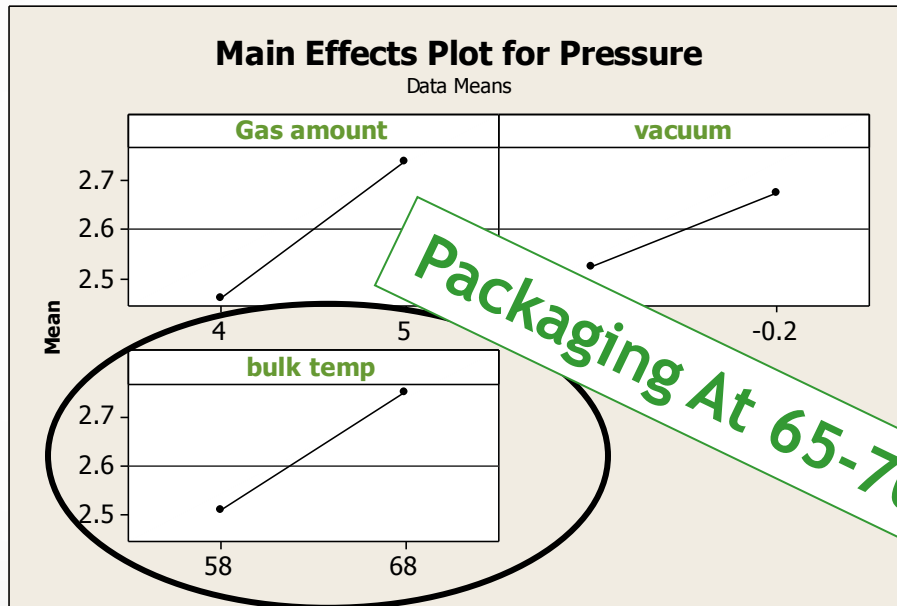 Main Effects Plot for Pressure
Data Means
Gas amount vacuum
2.7
2.6
2.5
4 5 -0.2
Mean
bulk temp
2.7
2.6
2.5
58 68
Packaging At 65-7